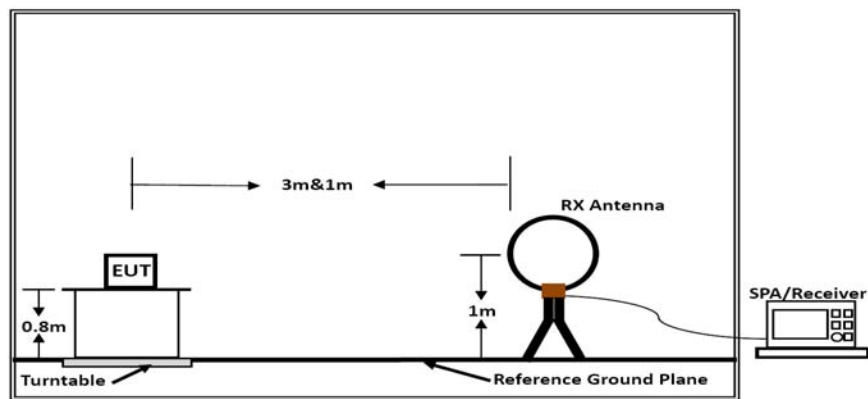 3m&1m
RX Antenna
EUT
SPA/Receiver
0.8m
1m
Turntable
Reference Ground Plane